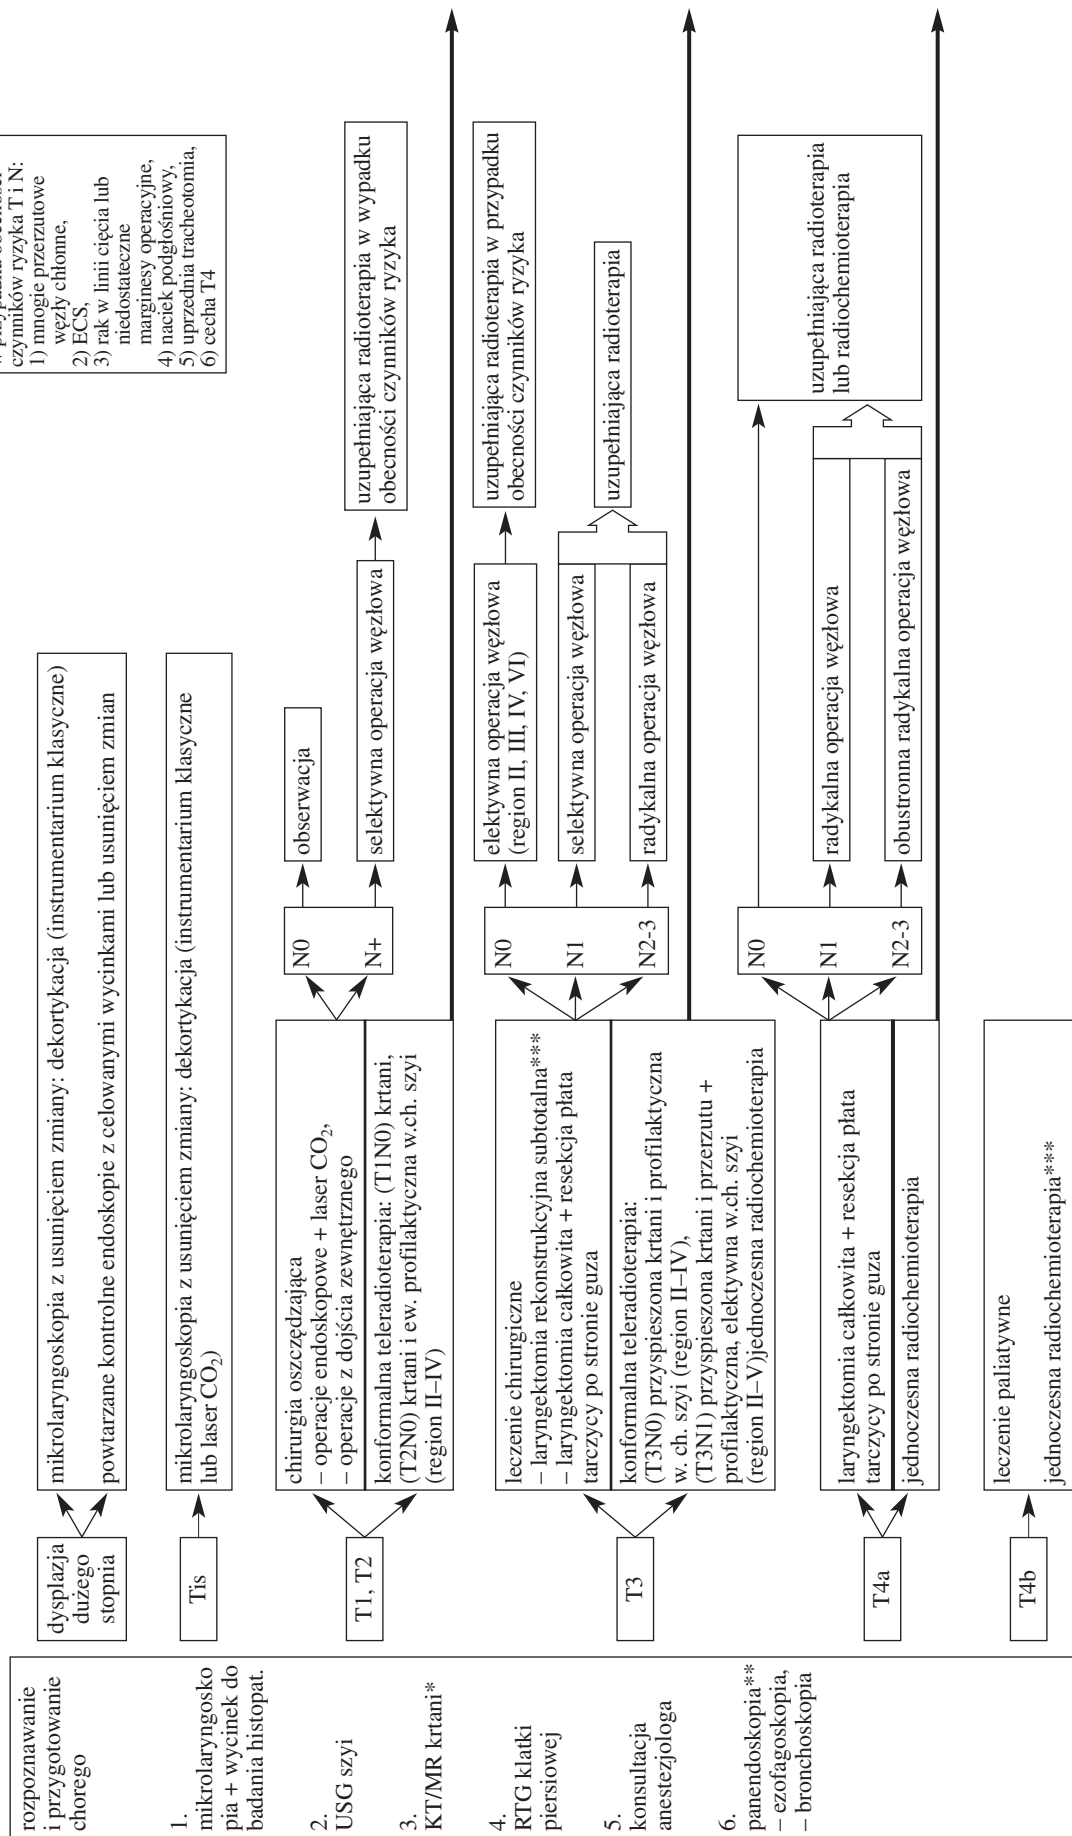 rozpoznawanie
i przygotowanie
chorego
1.
mikrolaryngosko
pia + wycinek do
badania histopat.
2.
USG szyi
3.
KT/MR krtani*
4.
RTG klatki
piersiowej
5.
konsultacja
anestezjologa
6.
panendoskopia**
– ezofagoskopia,
– bronchoskopia
dysplazja
dużego
stopnia
mikrolaryngoskopia z usunięciem zmiany: dekortykacja (instrumentarium klasyczne)
powtarzane kontrolne endoskopie z celowanymi wycinkami lub usunięciem zmian
Tis
mikrolaryngoskopia z usunięciem zmiany: dekortykacja (instrumentarium klasyczne
lub laser CO₂)
T1, T2
chirurgia oszczędzająca
– operacje endoskopowe + laser CO₂,
– operacje z dojścia zewnętrznego
konformalna teleradioterapia: (T1N0) krtani,
(T2N0) krtani i ew. profilaktyczna w.ch. szyi
(region II–IV)
N0
N+
obserwacja
selektywna operacja węzłowa
uzupełniająca radioterapia w wypadku
obecności czynników ryzyka
T3
leczenie chirurgiczne
– laryngektomia rekonstrukcyjna subtotalna***
– laryngektomia całkowita + resekcja płata
tarczycy po stronie guza
konformalna teleradioterapia:
(T3N0) przyspieszona krtani i profilaktyczna
w. ch. szyi (region II–IV),
(T3N1) przyspieszona krtani i przerzutu +
profilaktyczna, elektywna w.ch. szyi
(region II–V)jednoczesna radiochemioterapia
N0
N1
N2-3
elektywna operacja węzłowa
(region II, III, IV, VI)
selektywna operacja węzłowa
radykalna operacja węzłowa
uzupełniająca radioterapia w przypadku
obecności czynników ryzyka
uzupełniająca radioterapia
T4a
laryngektomia całkowita + resekcja płata
tarczycy po stronie guza
jednoczesna radiochemioterapia
N0
N1
N2-3
radykalna operacja węzłowa
obustronna radykalna operacja węzłowa
uzupełniająca radioterapia
lub radiochemioterapia
T4b
leczenie paliatywne
jednoczesna radiochemioterapia***
czynników ryzyka T i N:
1) mnogie przerzutowe
węzły chłonne,
2) ECS,
3) rak w linii cięcia lub
niedostateczne
marginesy operacyjne,
4) naciek podgłośniowy,
5) uprzednia tracheotomia,
6) cecha T4